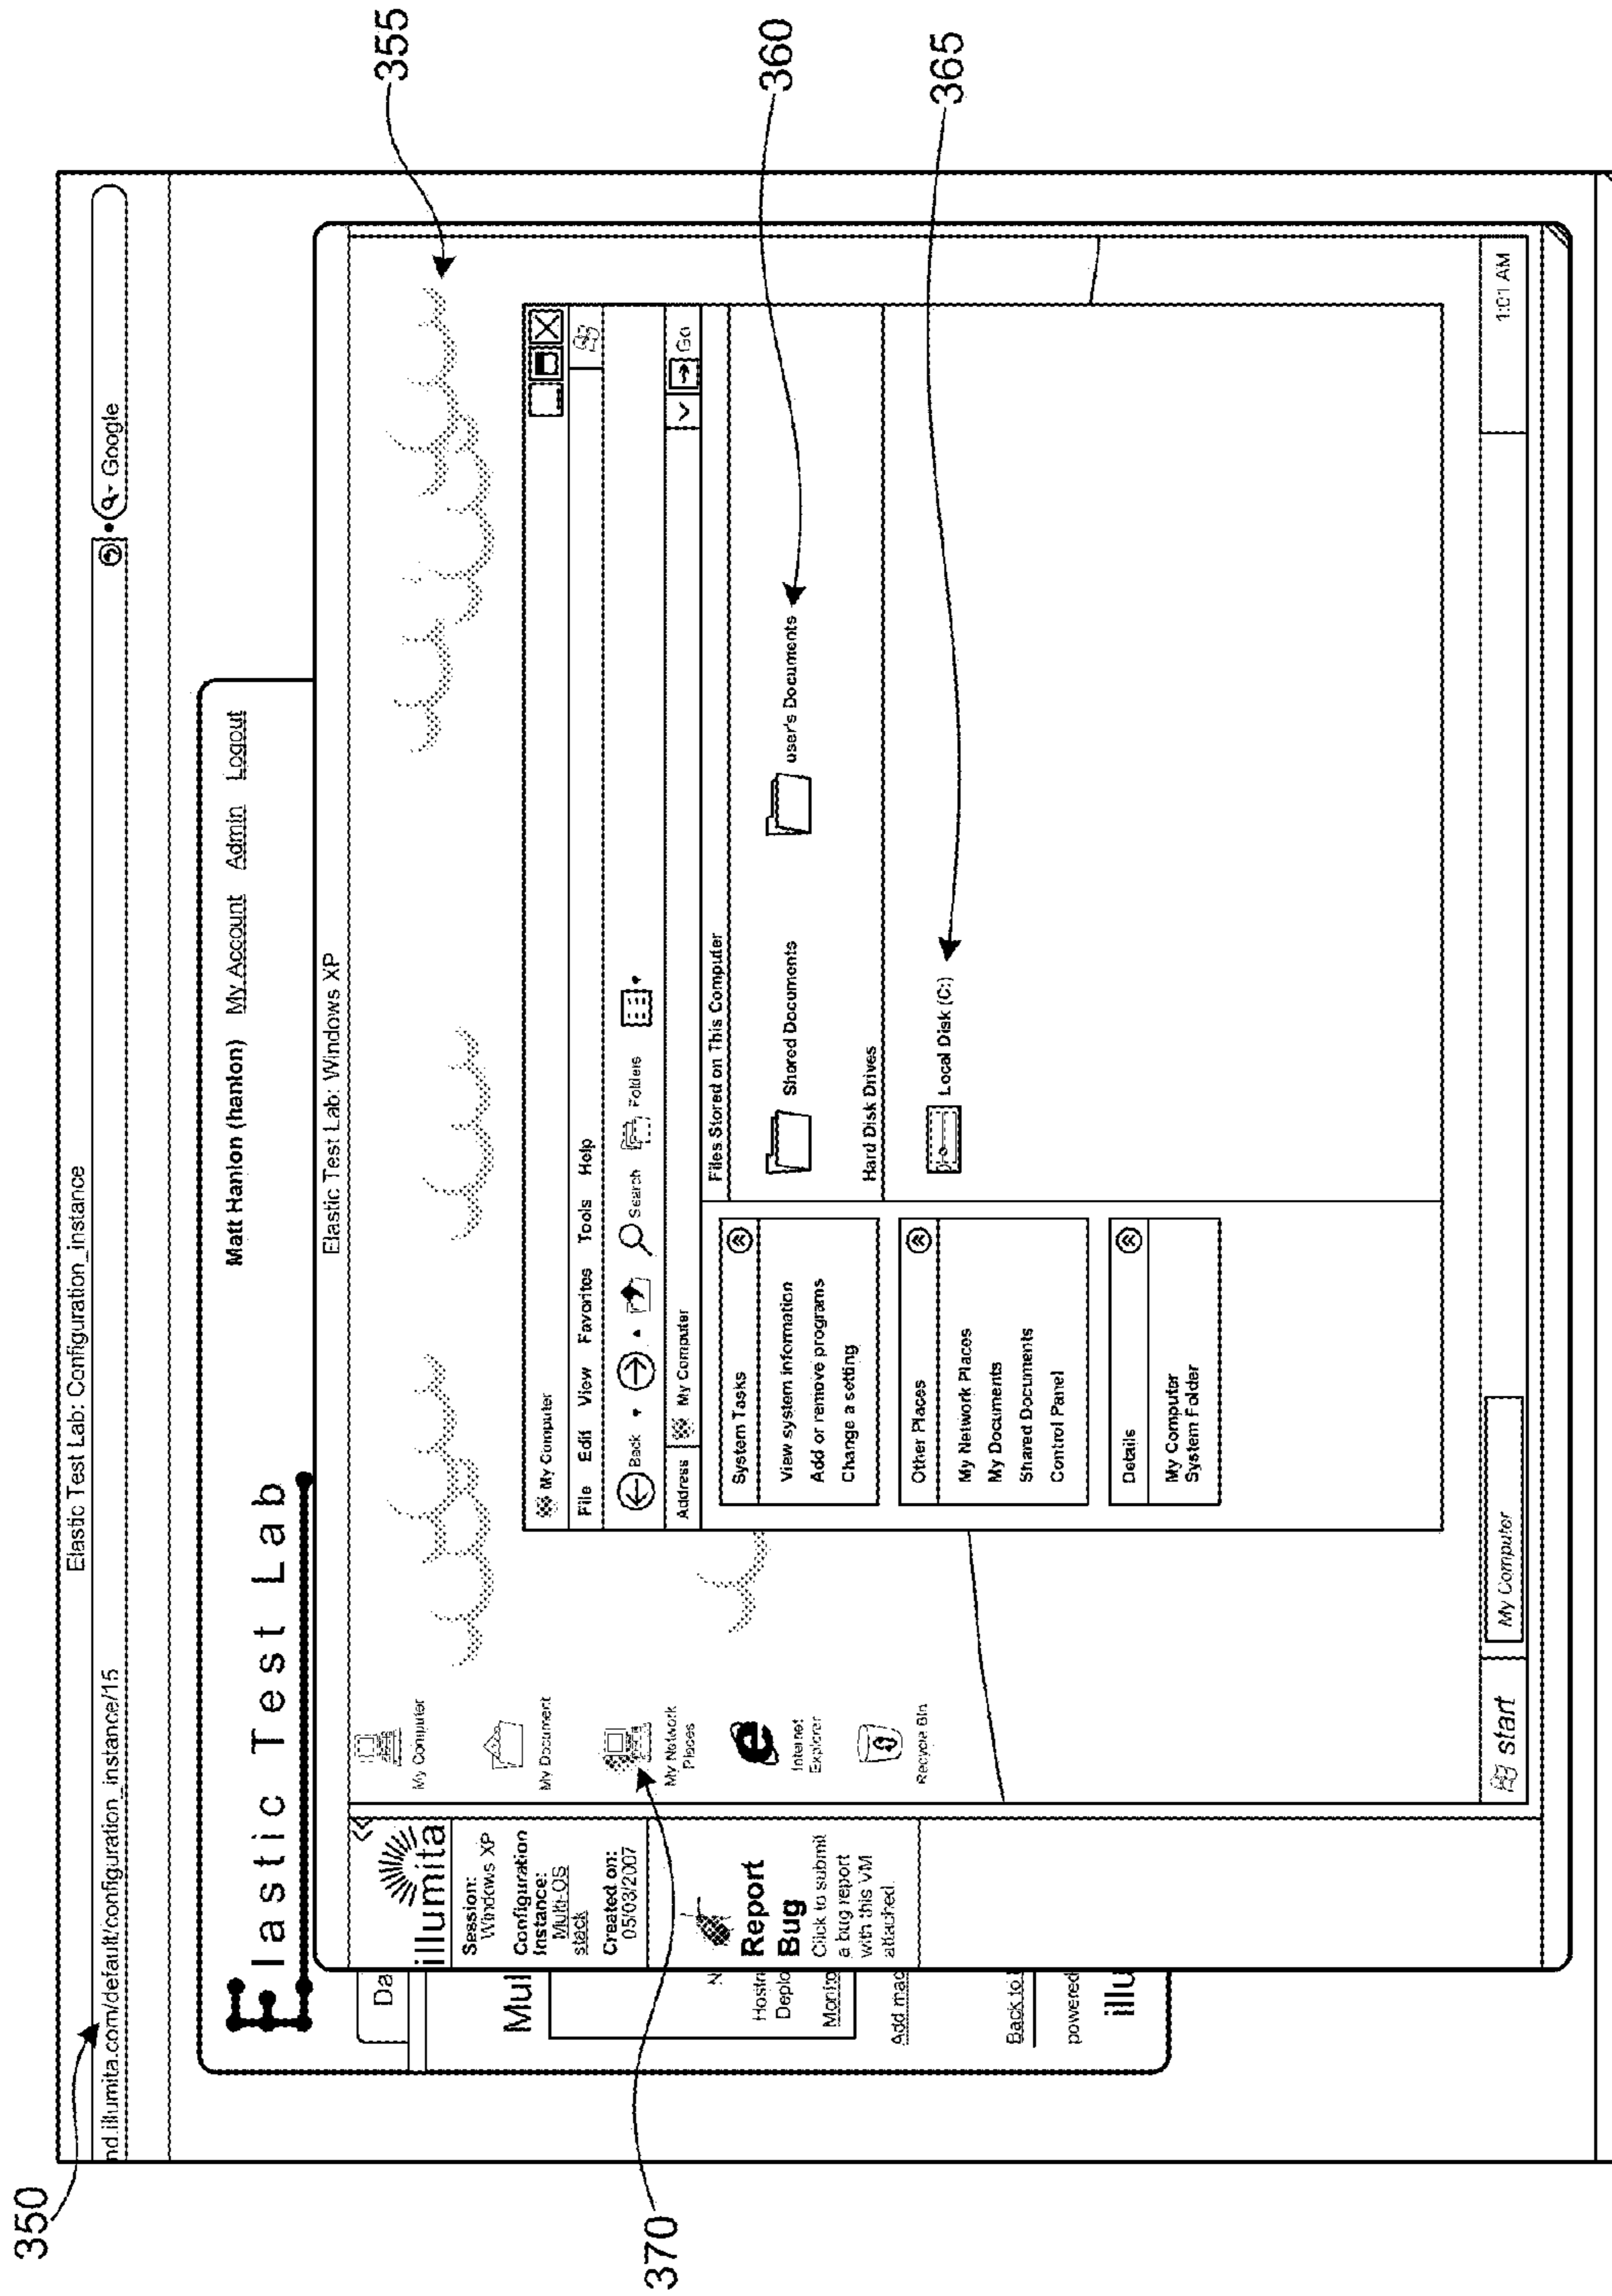 350
355
360
365
370
Elastic Test Lab: Configuration_instance
nd.illumita.com/default/configuration_instance/15
Google
Elastic Test Lab
Matt Hanlon (hanlon) My Account Admin Logout
Elastic Test Lab: Windows XP
Da
Mul
N
Hostn
Deplo
Monito
Add mac
Back to
powered
illu
illumita
Session:
Windows XP
Configuration
Instance:
Multi-OS
stack
Created on:
05/03/2007
Report
Bug
Click to submit
a bug report
with this VM
attached.
My Computer
My Document
My Network
Places
Internet
Explorer
Recycle Bin
My Computer
File Edit View Favorites Tools Help
Back Search Folders
Address My Computer Go
System Tasks
View system information
Add or remove programs
Change a setting
Other Places
My Network Places
My Documents
Shared Documents
Control Panel
Details
My Computer
System Folder
Files Stored on This Computer
Shared Documents user's Documents
Hard Disk Drives
Local Disk (C:)
start My Computer 1:01 AM